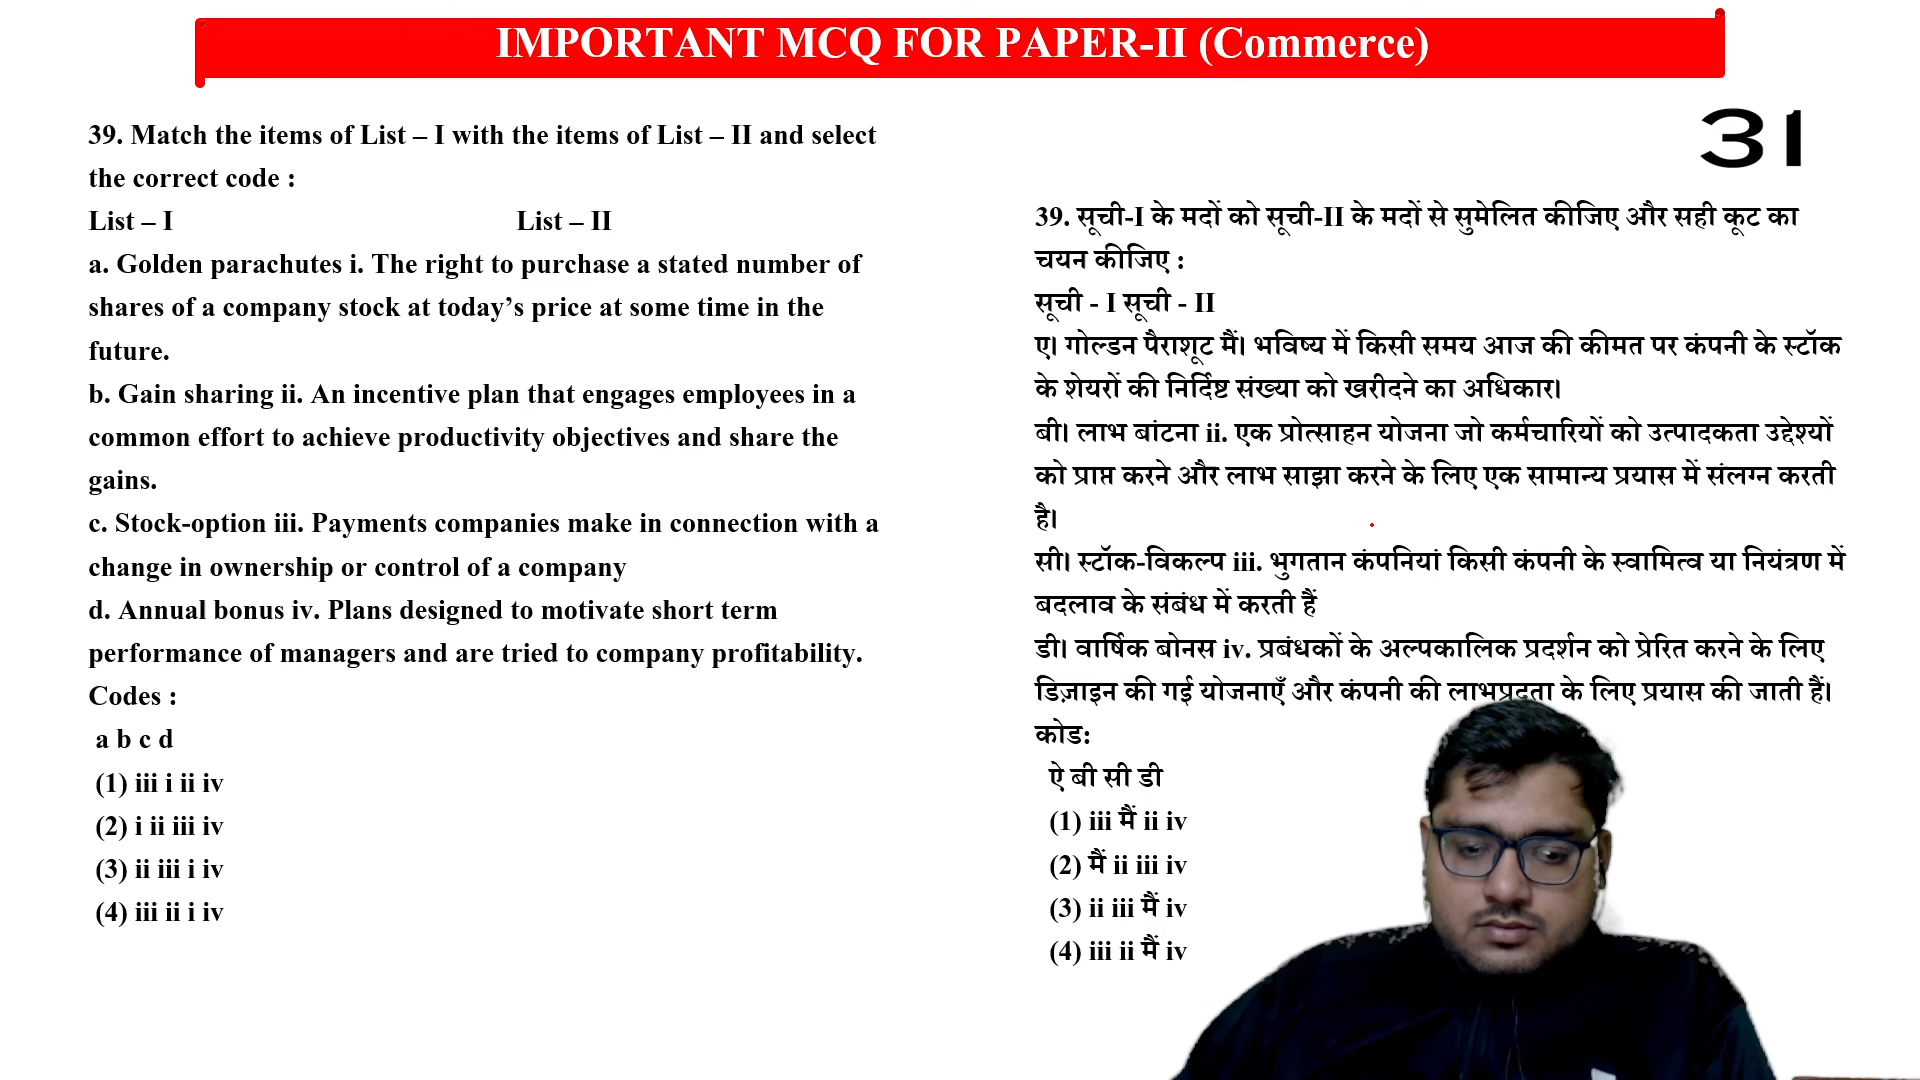 IMPORTANT MCQ FOR PAPER-II (Commerce)
31
39. Match the items of List – I with the items of List – II and select
the correct code :
List – I List – II
a. Golden parachutes i. The right to purchase a stated number of
shares of a company stock at today’s price at some time in the
future.
b. Gain sharing ii. An incentive plan that engages employees in a
common effort to achieve productivity objectives and share the
gains.
c. Stock-option iii. Payments companies make in connection with a
change in ownership or control of a company
d. Annual bonus iv. Plans designed to motivate short term
performance of managers and are tried to company profitability.
Codes :
a b c d
(1) iii i ii iv
(2) i ii iii iv
(3) ii iii i iv
(4) iii ii i iv
39. सूची-I के मदों को सूची-II के मदों से सुमेलित कीजिए और सही कूट का
चयन कीजिए :
सूची - I सूची - II
ए। गोल्डन पैराशूट मैं। भविष्य में किसी समय आज की कीमत पर कंपनी के स्टॉक
के शेयरों की निर्दिष्ट संख्या को खरीदने का अधिकार।
बी। लाभ बांटना ii. एक प्रोत्साहन योजना जो कर्मचारियों को उत्पादकता उद्देश्यों
को प्राप्त करने और लाभ साझा करने के लिए एक सामान्य प्रयास में संलग्न करती
है।
सी। स्टॉक-विकल्प iii. भुगतान कंपनियां किसी कंपनी के स्वामित्व या नियंत्रण में
बदलाव के संबंध में करती हैं
डी। वार्षिक बोनस iv. प्रबंधकों के अल्पकालिक प्रदर्शन को प्रेरित करने के लिए
डिज़ाइन की गई योजनाएँ और कंपनी की लाभप्रदता के लिए प्रयास की जाती हैं।
कोड:
ऐ बी सी डी
(1) iii मैं ii iv
(2) मैं ii iii iv
(3) ii iii मैं iv
(4) iii ii मैं iv